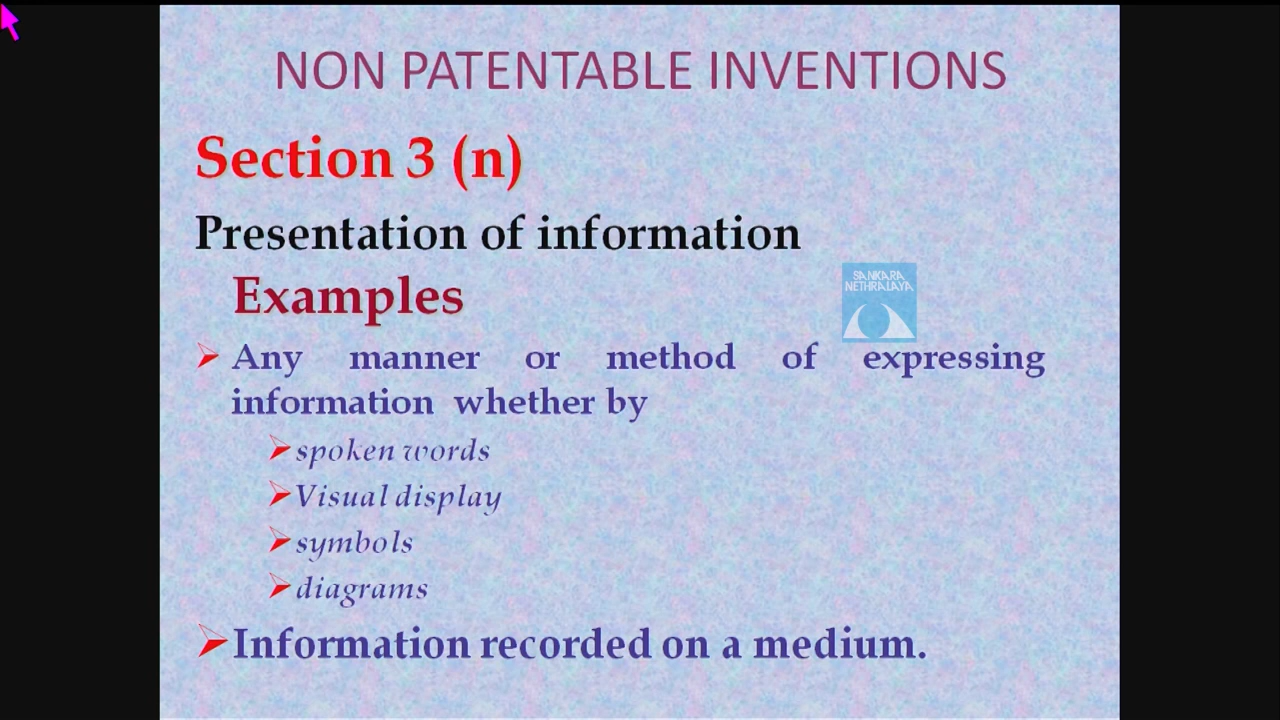 NON PATENTABLE INVENTIONS
Section 3 (n)
Presentation of information
Examples
SANKARA
NETHRALAYA
Any manner or method of expressing
information whether by
spoken words
Visual display
symbols
diagrams
Information recorded on a medium.